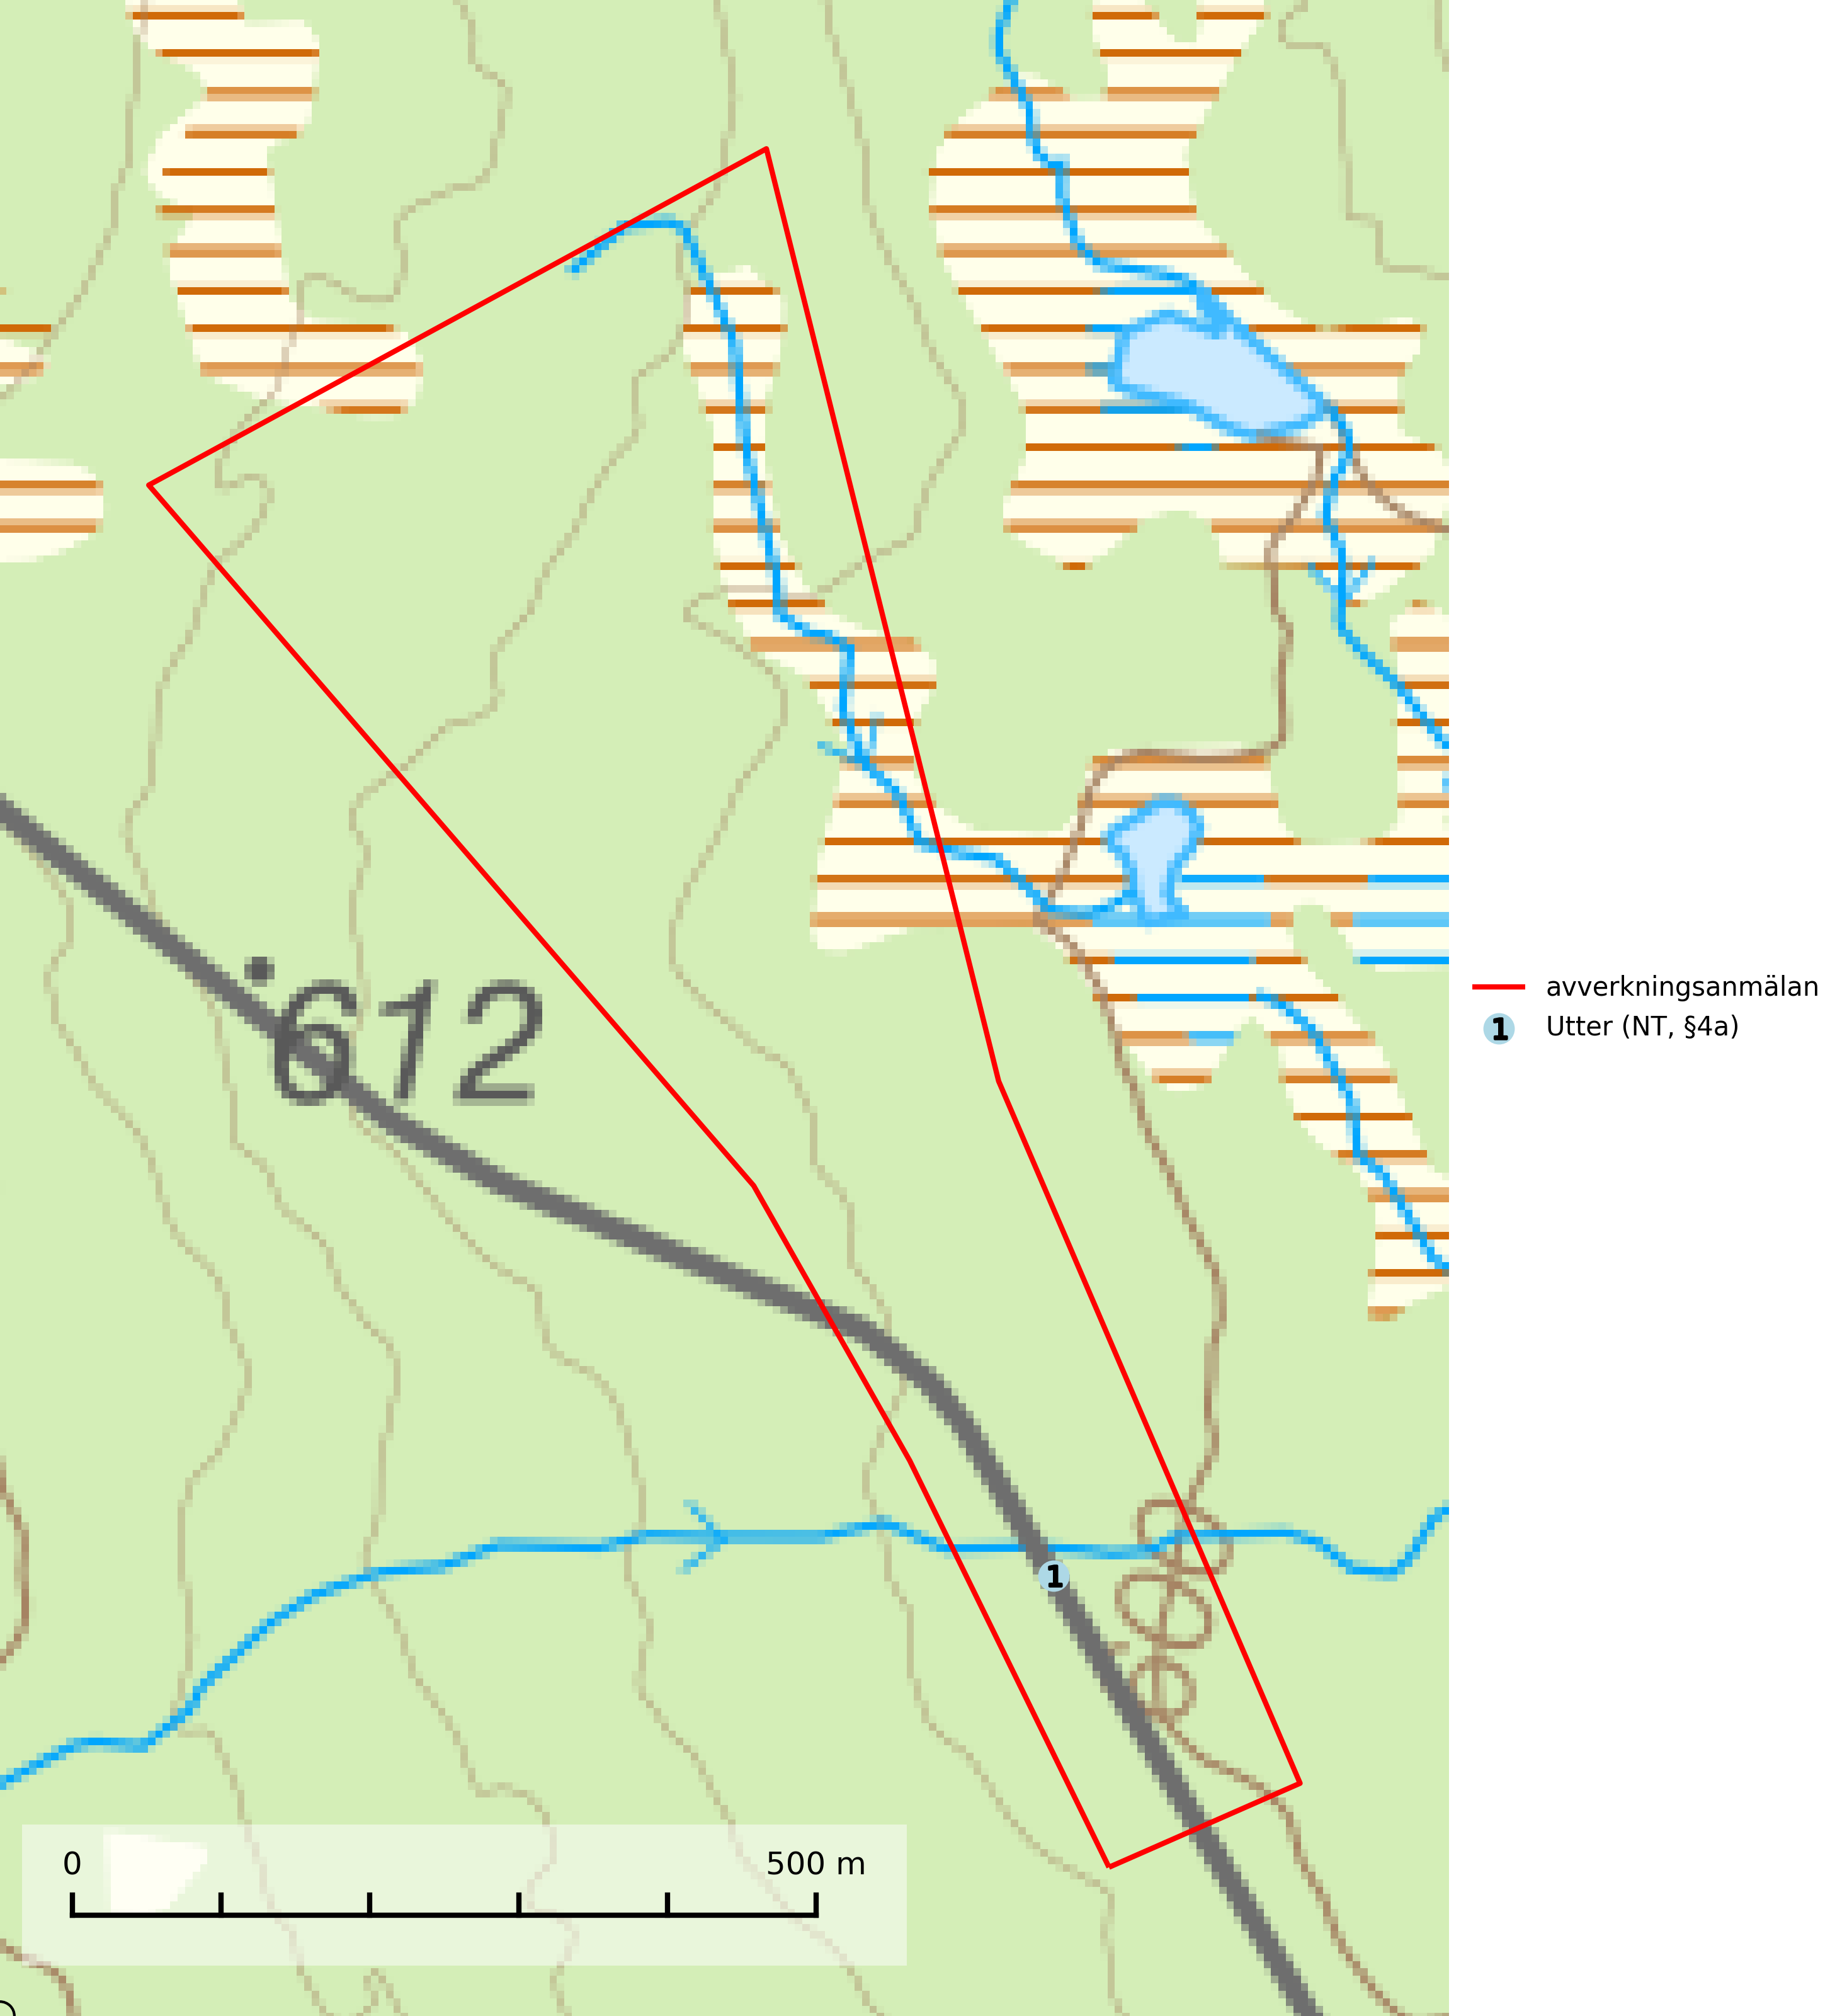 612
1
avverkningsanmälan
1 Utter (NT, §4a)
0 500 m